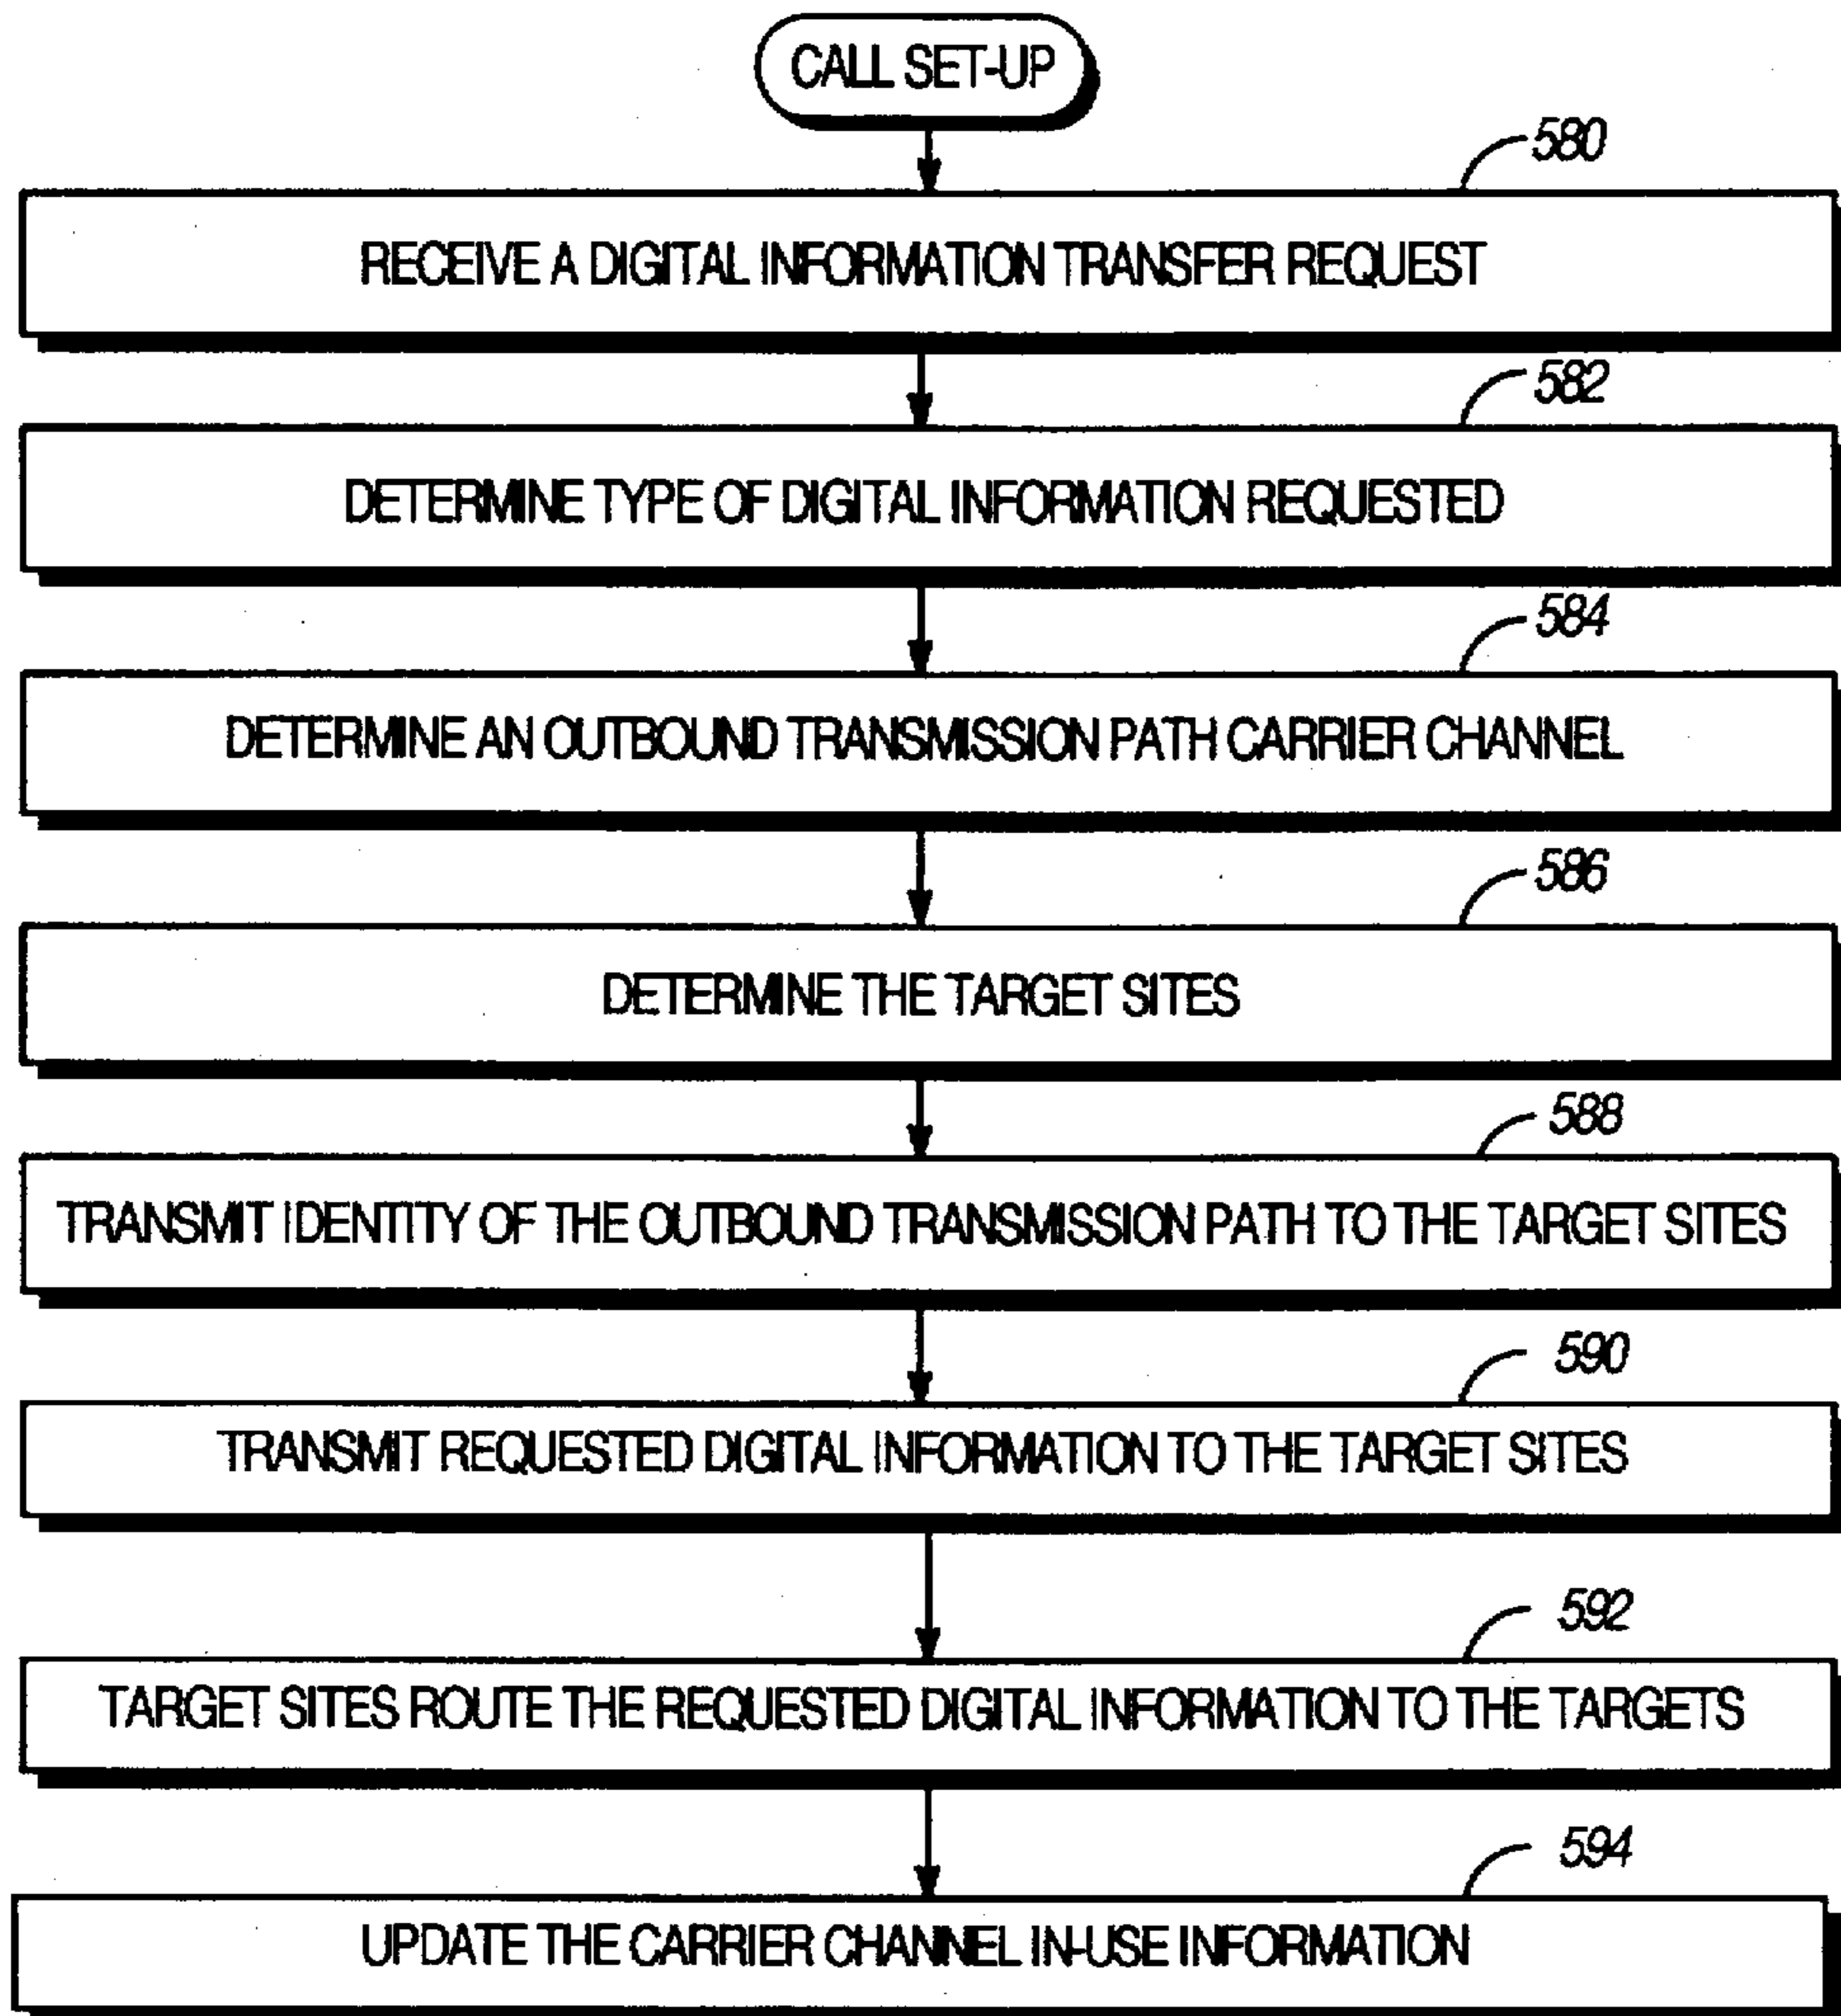 CALL SET-UP
580
RECEIVE A DIGITAL INFORMATION TRANSFER REQUEST
582
DETERMINE TYPE OF DIGITAL INFORMATION REQUESTED
584
DETERMINE AN OUTBOUND TRANSMISSION PATH CARRIER CHANNEL
586
DETERMINE THE TARGET SITES
588
TRANSMIT IDENTITY OF THE OUTBOUND TRANSMISSION PATH TO THE TARGET SITES
590
TRANSMIT REQUESTED DIGITAL INFORMATION TO THE TARGET SITES
592
TARGET SITES ROUTE THE REQUESTED DIGITAL INFORMATION TO THE TARGETS
594
UPDATE THE CARRIER CHANNEL IN-USE INFORMATION